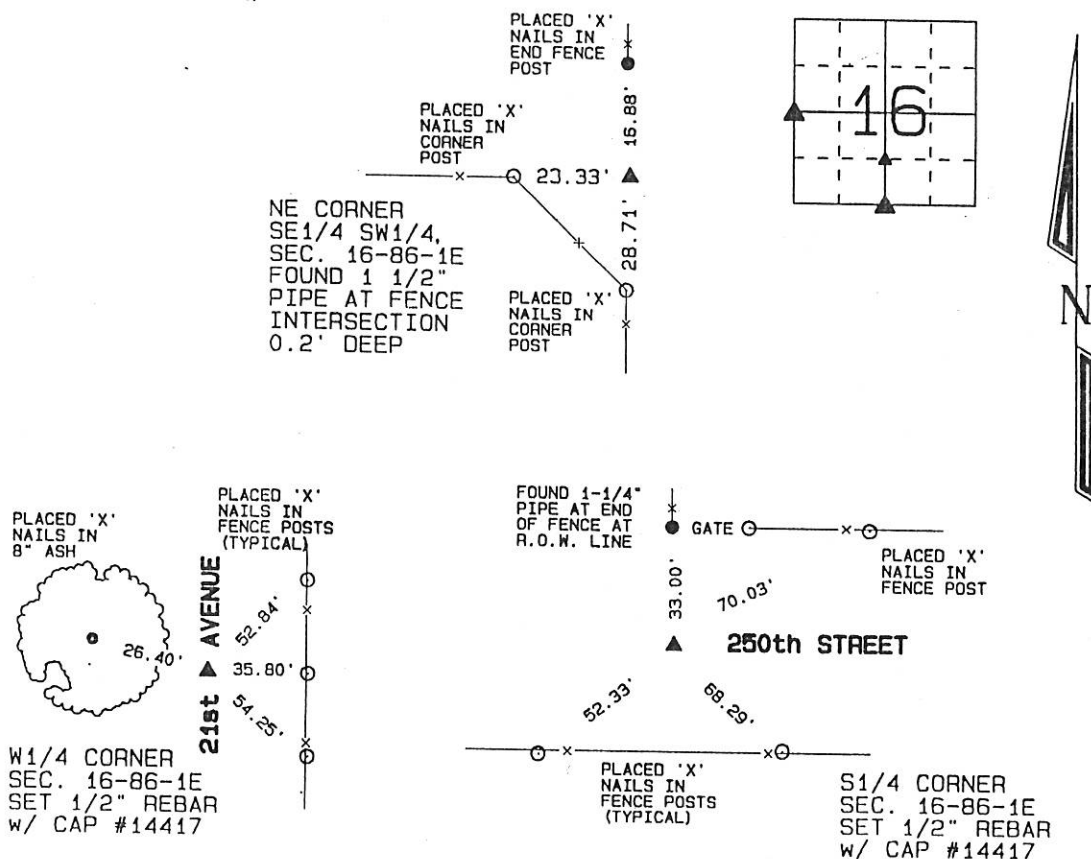 PLACED 'X'
NAILS IN
END FENCE
POST
16
PLACED 'X'
NAILS IN
CORNER
POST
16.88'
23.33'
28.71'
NE CORNER
SE1/4 SW1/4,
SEC. 16-86-1E
FOUND 1 1/2"
PIPE AT FENCE
INTERSECTION
0.2' DEEP
PLACED 'X'
NAILS IN
CORNER
POST
N
PLACED 'X'
NAILS IN
8" ASH
PLACED 'X'
NAILS IN
FENCE POSTS
(TYPICAL)
26.40'
21st AVENUE
52.84'
35.80'
54.25'
W1/4 CORNER
SEC. 16-86-1E
SET 1/2" REBAR
W/ CAP #14417
FOUND 1-1/4"
PIPE AT END
OF FENCE AT
R.O.W. LINE
GATE
PLACED 'X'
NAILS IN
FENCE POST
33.00'
70.03'
250th STREET
52.33'
68.29'
PLACED 'X'
NAILS IN
FENCE POSTS
(TYPICAL)
S1/4 CORNER
SEC. 16-86-1E
SET 1/2" REBAR
W/ CAP #14417